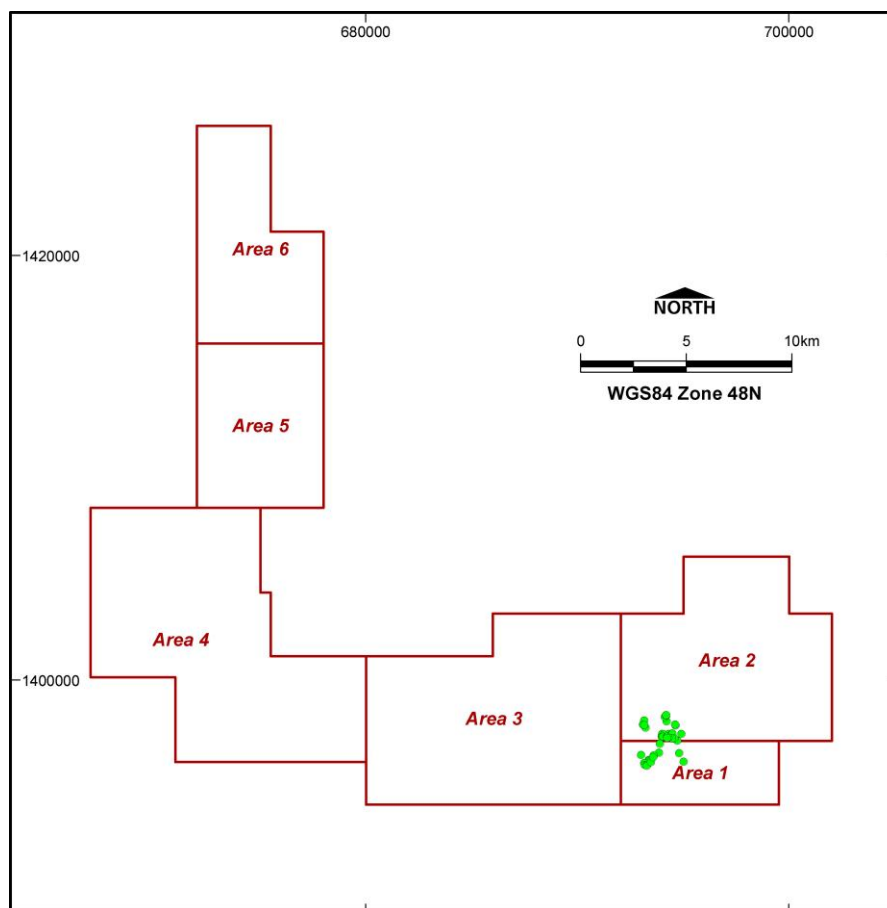 680000
700000
1420000
Area 6
NORTH
0 5 10km
WGS84 Zone 48N
Area 5
Area 4
Area 2
1400000
Area 3
Area 1